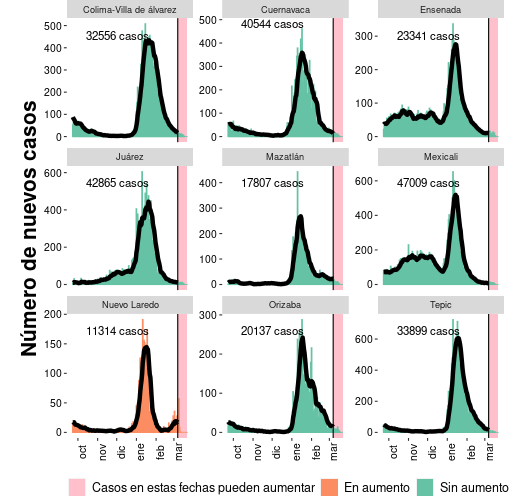 Número de nuevos casos
Colima-Villa de álvarez
32556 casos
500
400
300
200
100
0
Cuernavaca
40544 casos
500
400
300
200
100
0
Ensenada
23341 casos
300
200
100
0
Juárez
42865 casos
600
400
200
0
Mazatlán
17807 casos
400
300
200
100
0
Mexicali
47009 casos
600
400
200
0
Nuevo Laredo
11314 casos
200
150
100
50
0
oct
nov
dic
ene
feb
mar
Orizaba
20137 casos
300
200
100
0
oct
nov
dic
ene
feb
mar
Tepic
33899 casos
600
400
200
0
oct
nov
dic
ene
feb
mar
Casos en estas fechas pueden aumentar
En aumento
Sin aumento